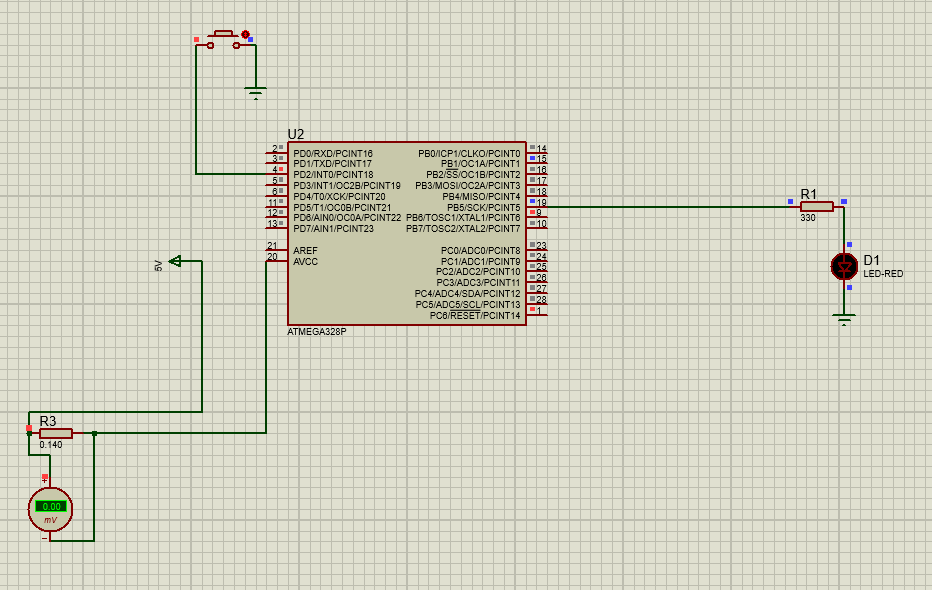 U2
2 PD0/RXD/PCINT16 PB0/ICP1/CLKO/PCINT0 14
3 PD1/TXD/PCINT17 PB1/OC1A/PCINT1 15
4 PD2/INT0/PCINT18 PB2/SS/OC1B/PCINT2 16
5 PD3/INT1/OC2B/PCINT19 PB3/MOSI/OC2A/PCINT3 17
6 PD4/T0/XCK/PCINT20 PB4/MISO/PCINT4 18
11 PD5/T1/OC0B/PCINT21 PB5/SCK/PCINT5 19
12 PD6/AIN0/OC0A/PCINT22 PB6/TOSC1/XTAL1/PCINT6 9
13 PD7/AIN1/PCINT23 PB7/TOSC2/XTAL2/PCINT7 10
21 AREF PC0/ADC0/PCINT8 23
20 AVCC PC1/ADC1/PCINT9 24
PC2/ADC2/PCINT10 25
PC3/ADC3/PCINT11 26
PC4/ADC4/SDA/PCINT12 27
PC5/ADC5/SCL/PCINT13 28
PC6/RESET/PCINT14 1
ATMEGA328P
R1
330
D1
LED-RED
5V
R3
0.140
+
0.00
mV
-